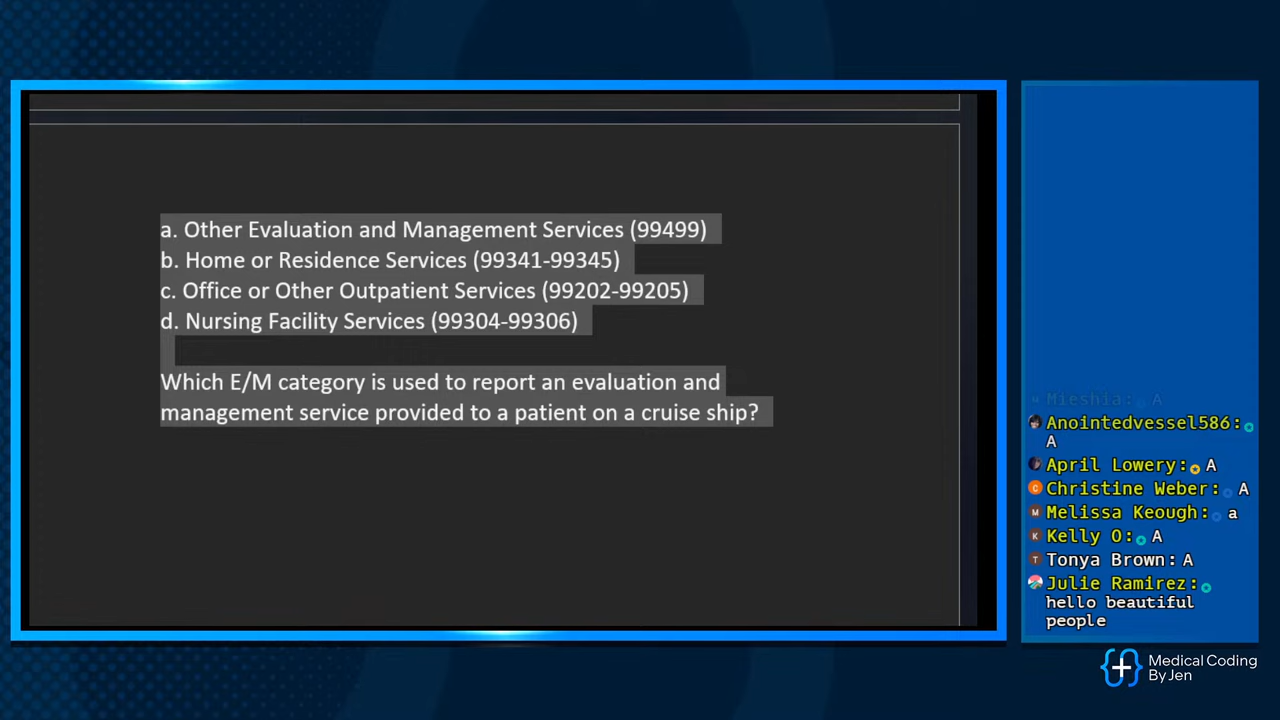 a. Other Evaluation and Management Services (99499)
b. Home or Residence Services (99341-99345)
c. Office or Other Outpatient Services (99202-99205)
d. Nursing Facility Services (99304-99306)
Which E/M category is used to report an evaluation and
management service provided to a patient on a cruise ship?
Mieshia: A
Anointedvessel586:
A
April Lowery: A
C Christine Weber: A
M Melissa Keough: a
K Kelly O: A
T Tonya Brown: A
Julie Ramirez:
hello beautiful
people
Medical Coding
By Jen